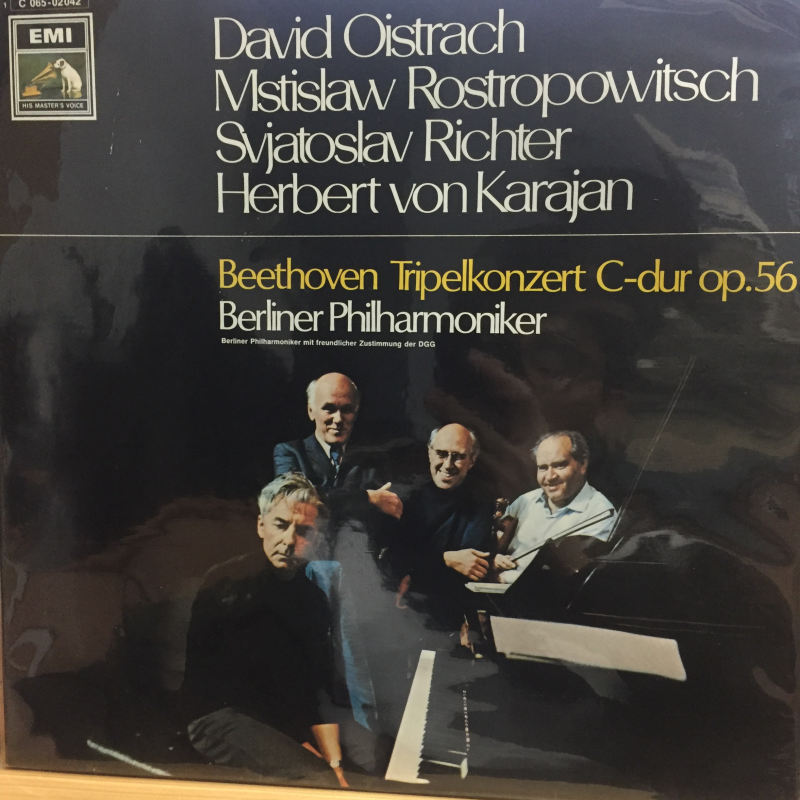 1 C 065-02042
EMI
HIS MASTER'S VOICE
David Oistrach
Mstislaw Rostropowitsch
Svjatoslav Richter
Herbert von Karajan
Beethoven Tripelkonzert C-dur op.56
Berliner Philharmoniker
Berliner Philharmoniker mit freundlicher Zustimmung der DGG